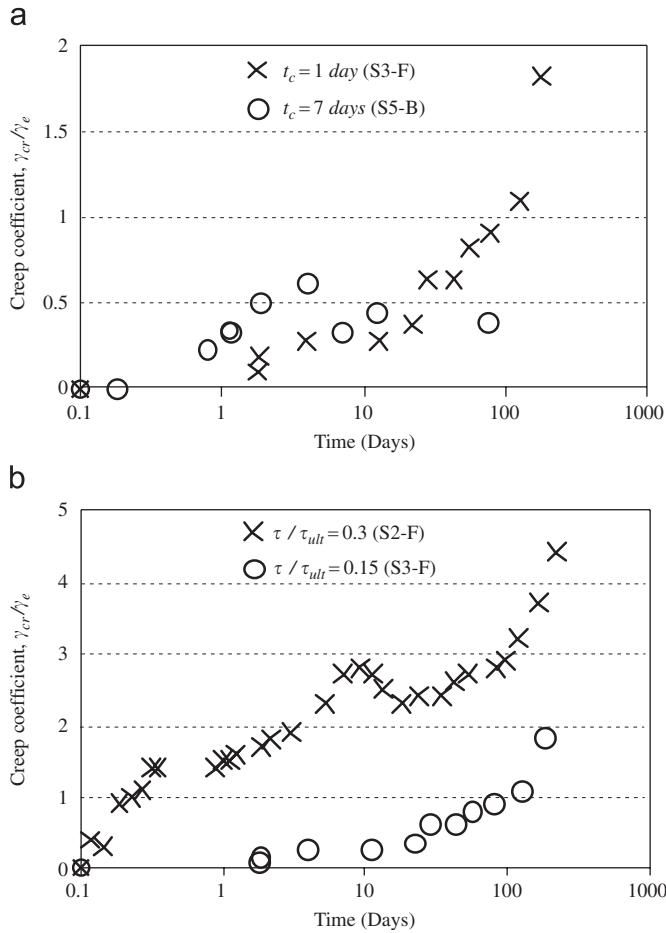 a
2
1.5
1
0.5
0
Creep coefficient, γcr/γe
t_c = 1 day (S3-F)
t_c = 7 days (S5-B)
0.1 1 10 100 1000
Time (Days)
b
5
4
3
2
1
0
Creep coefficient, γcr/γe
τ / τult = 0.3 (S2-F)
τ / τult = 0.15 (S3-F)
0.1 1 10 100 1000
Time (Days)